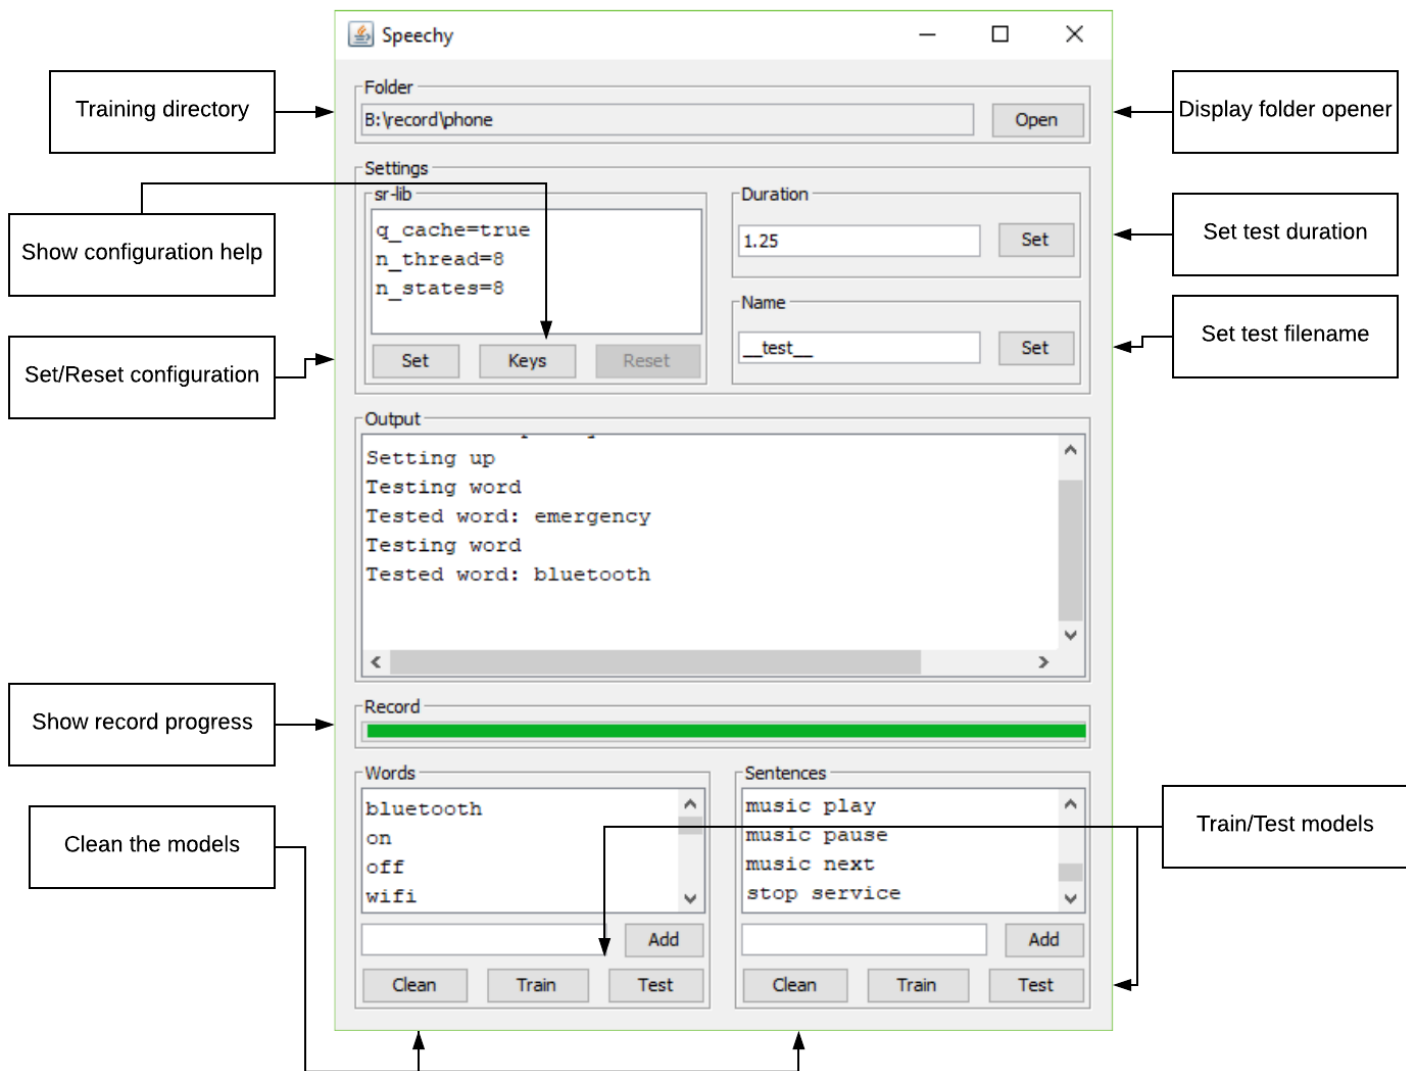 Speechy
Training directory
Folder
B:\record\phone
Open
Display folder opener
Settings
sr-lib
q_cache=true
n_thread=8
n_states=8
Set
Keys
Reset
Duration
1.25
Set
Name
__test__
Set
Show configuration help
Set/Reset configuration
Set test duration
Set test filename
Output
Setting up
Testing word
Tested word: emergency
Testing word
Tested word: bluetooth
Show record progress
Record
Words
bluetooth
on
off
wifi
Add
Clean
Train
Test
Sentences
music play
music pause
music next
stop service
Add
Clean
Train
Test
Clean the models
Train/Test models